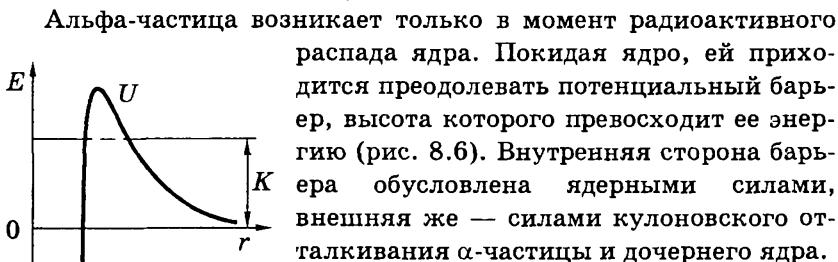 Альфа-частица возникает только в момент радиоактивного
распада ядра. Покидая ядро, ей прихо-
дится преодолевать потенциальный барь-
ер, высота которого превосходит ее энер-
гию (рис. 8.6). Внутренняя сторона барь-
ера обусловлена ядерными силами,
внешняя же — силами кулоновского от-
талкивания α-частицы и дочернего ядра.
E
U
K
0
r